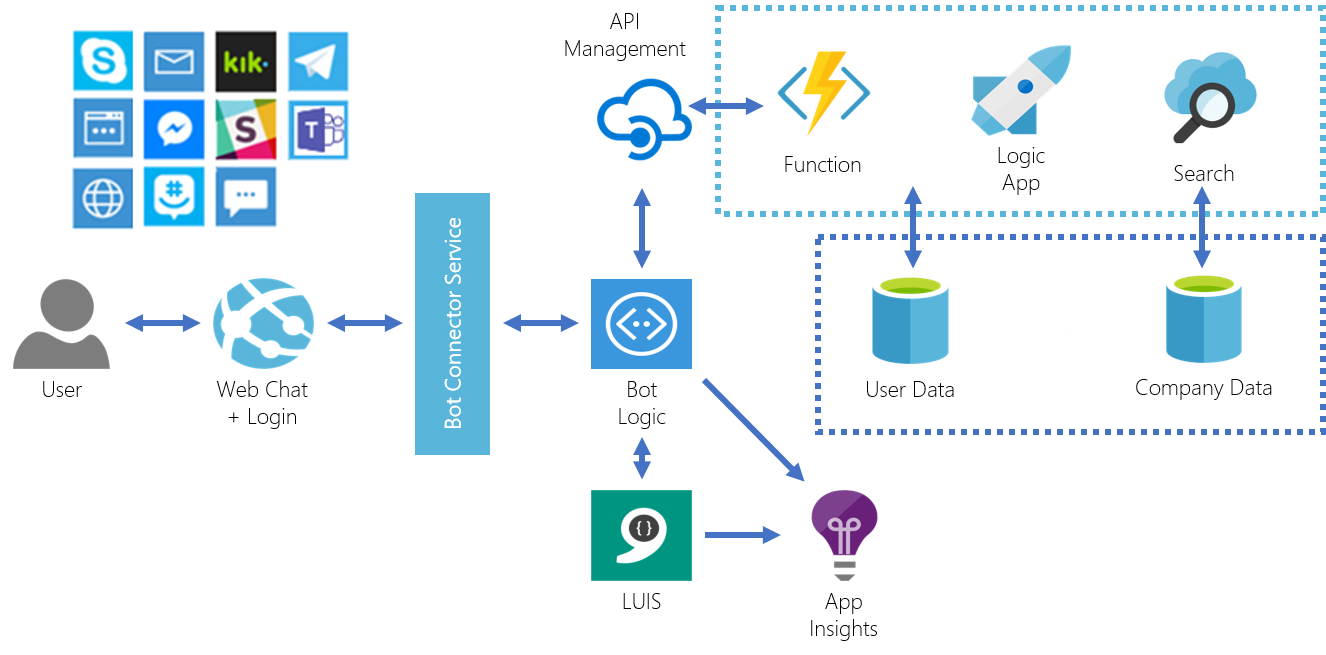 API
Management
kik
S
S
T
Function
Logic
App
Search
Bot Connector Service
User
Web Chat
+ Login
Bot
Logic
User Data
Company Data
LUIS
App
Insights